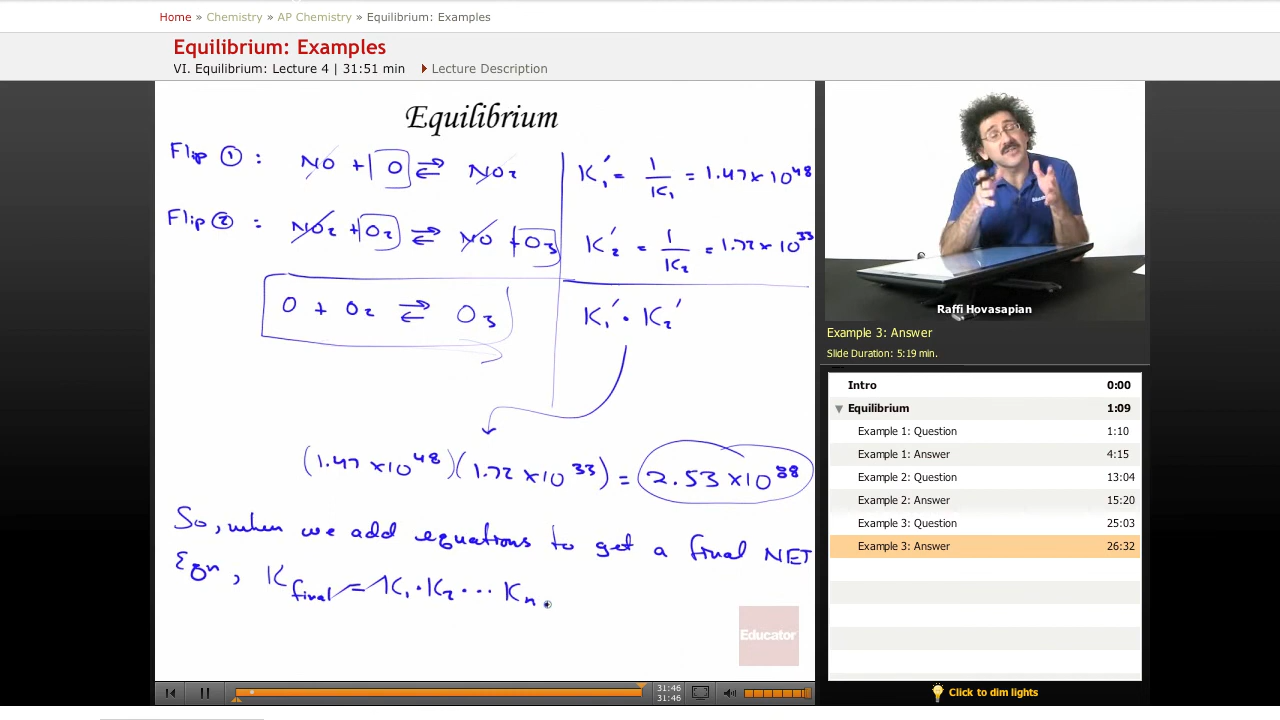 Home » Chemistry » AP Chemistry » Equilibrium: Examples
Equilibrium: Examples
VI. Equilibrium: Lecture 4 | 31:51 min Lecture Description
Equilibrium
Flip ① : NO + O ⇌ NO₂ K₁′ = 1/K₁ = 1.47 x 10⁴⁸
Flip ② : NO₂ + O₂ ⇌ NO + O₃ K₂′ = 1/K₂ = 1.72 x 10³³
O + O₂ ⇌ O₃ K₁′ · K₂′
(1.47 x 10⁴⁸)(1.72 x 10³³) = 2.53 x 10⁸⁸
So, when we add equations to get a final NET
Eqn, K final = K₁ · K₂ · ··· Kₙ.
Educator
31:46
31:46
Raffi Hovasapian
Example 3: Answer
Slide Duration: 5:19 min.
Intro 0:00
Equilibrium 1:09
Example 1: Question 1:10
Example 1: Answer 4:15
Example 2: Question 13:04
Example 2: Answer 15:20
Example 3: Question 25:03
Example 3: Answer 26:32
Click to dim lights